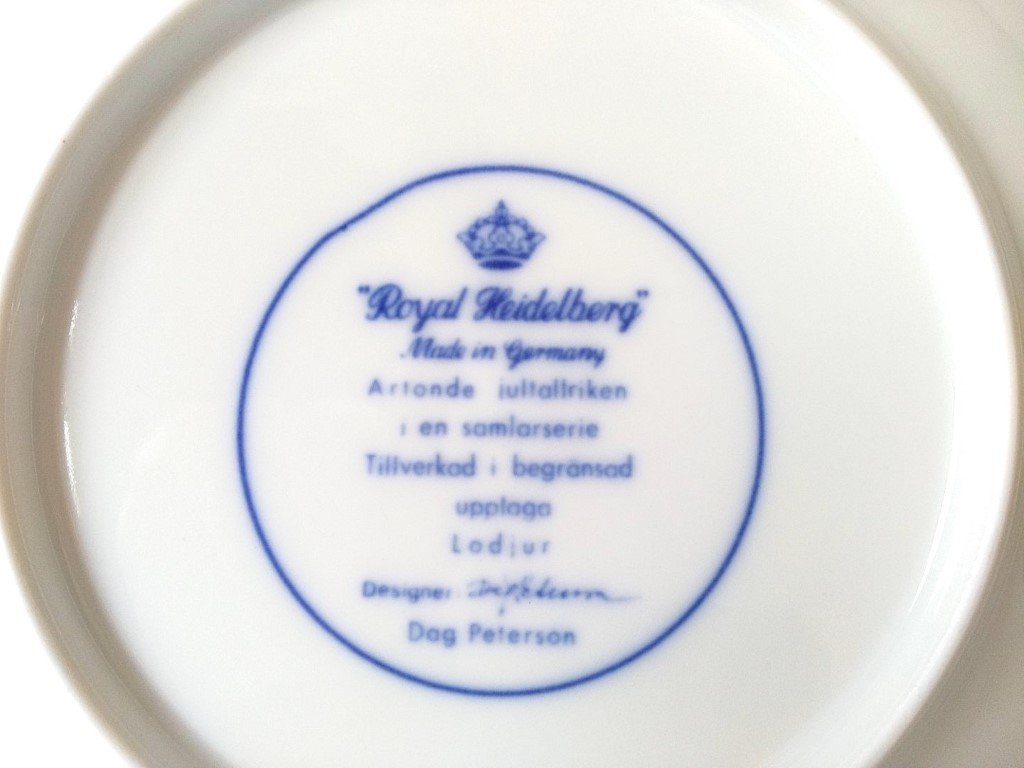 "Royal Heidelberg"
Made in Germany
Artonde jultallriken
i en samlarserie
Tillverkad i begränsad
upplaga
Lodjur
Designer
Dag Peterson